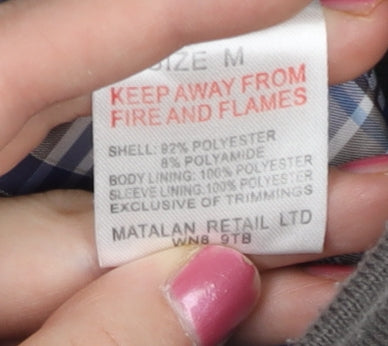 SIZE M
KEEP AWAY FROM
FIRE AND FLAMES
SHELL: 92% POLYESTER
8% POLYAMIDE
BODY LINING: 100% POLYESTER
SLEEVE LINING:100% POLYESTER
EXCLUSIVE OF TRIMMINGS
MATALAN RETAIL LTD
WN8 9TB